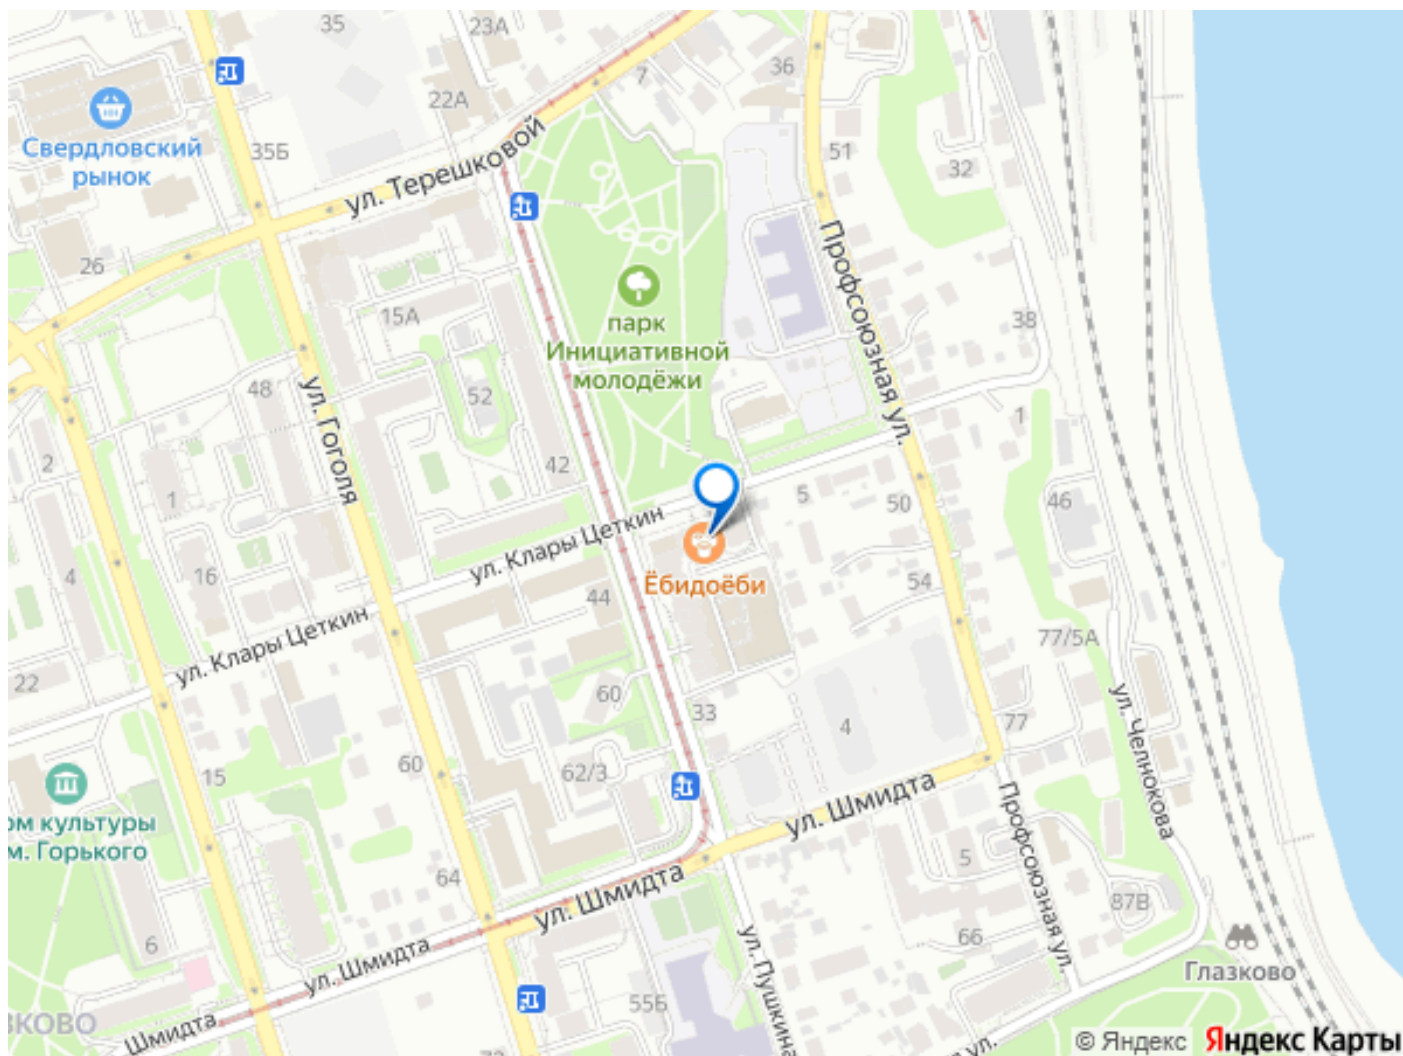 35
23А
7
36
22А
Свердловский
рынок
35Б
ул. Терешковой
51
32
26
Профсоюзная ул.
15А
38
парк
Инициативной
молодёжи
48
52
ул. Гоголя
1
2
42
1
5
46
50
ул. Клары Цеткин
4
16
Ёбидоёби
44
54
ул. Клары Цеткин
77/5А
22
60
33
77
4
ул. Челнокова
15
60
62/3
ул. Шмидта
Профсоюзная ул.
ом культуры
м. Горького
64
5
87В
ул. Шмидта
6
66
ул. Пушкина
Глазково
ул. Шмидта
55Б
ЗКОВО
Шмидта
ул.
© Яндекс Яндекс Карты